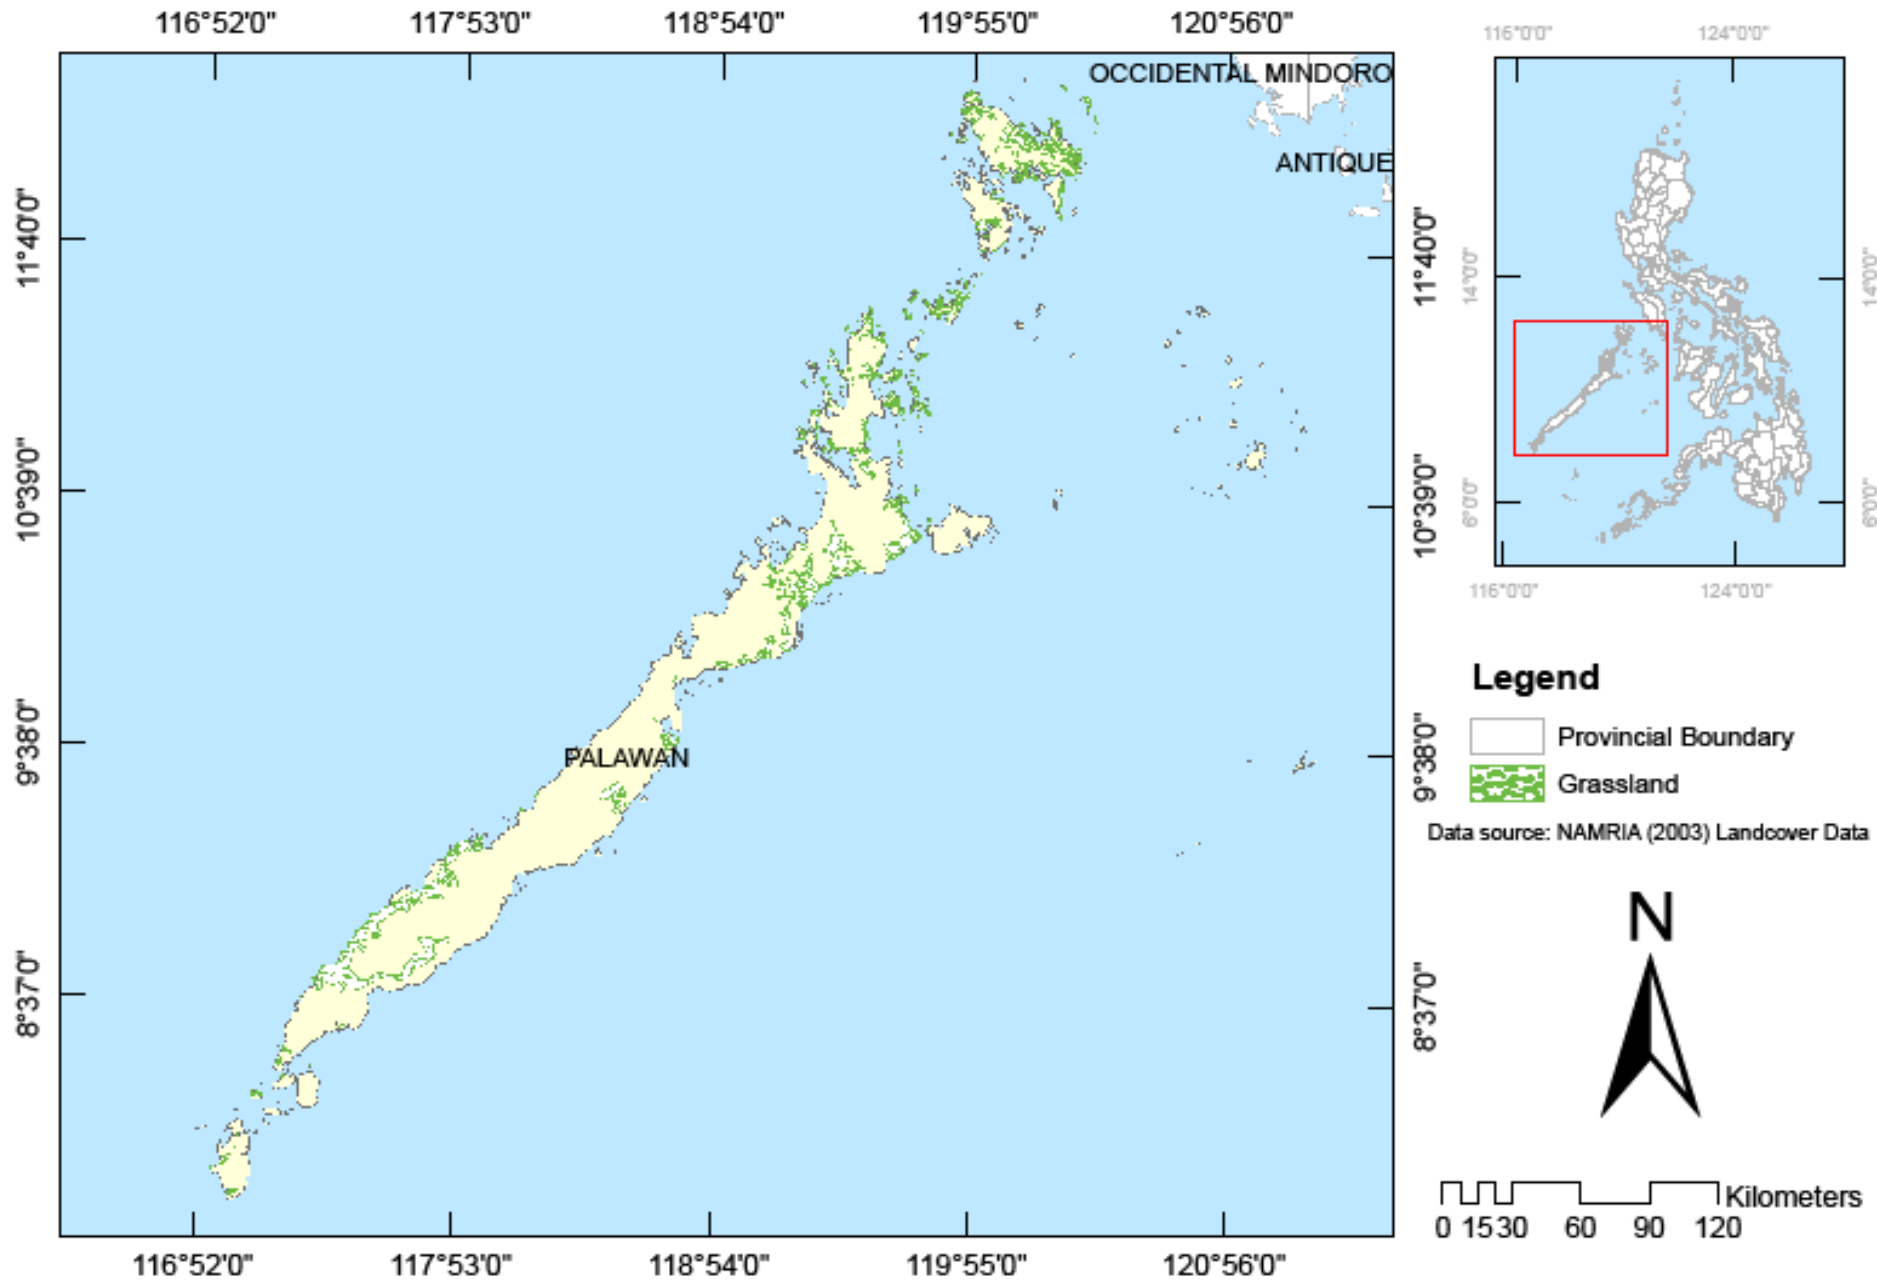 116°52'0" 117°53'0" 118°54'0" 119°55'0" 120°56'0"
116°0'0" 124°0'0"
OCCIDENTAL MINDORO
ANTIQUE
11°40'0" 11°40'0"
14°0'0" 14°0'0"
10°39'0" 10°39'0"
6°0'0" 6°0'0"
116°0'0" 124°0'0"
Legend
Provincial Boundary
9°38'0" 9°38'0"
PALAWAN
Grassland
Data source: NAMRIA (2003) Landcover Data
N
8°37'0" 8°37'0"
Kilometers
0 15 30 60 90 120
116°52'0" 117°53'0" 118°54'0" 119°55'0" 120°56'0"